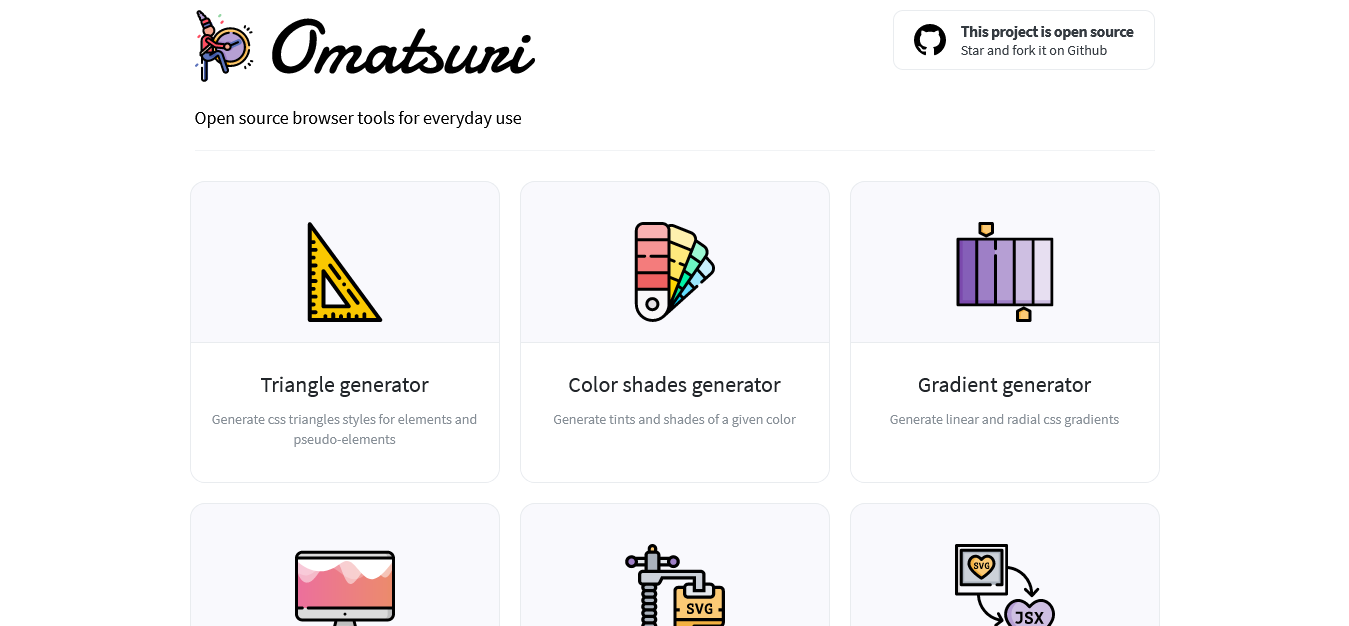 Omatsuri
This project is open source
Star and fork it on Github
Open source browser tools for everyday use
Triangle generator
Generate css triangles styles for elements and
pseudo-elements
Color shades generator
Generate tints and shades of a given color
Gradient generator
Generate linear and radial css gradients
SVG
SVG
JSX